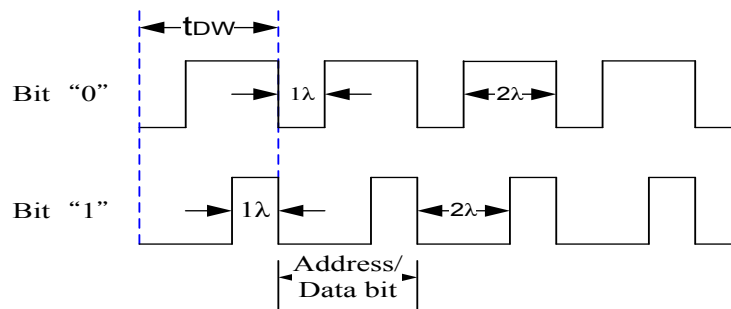 tDW
Bit “0”
1λ
2λ
Bit “1”
1λ
2λ
Address/
Data bit